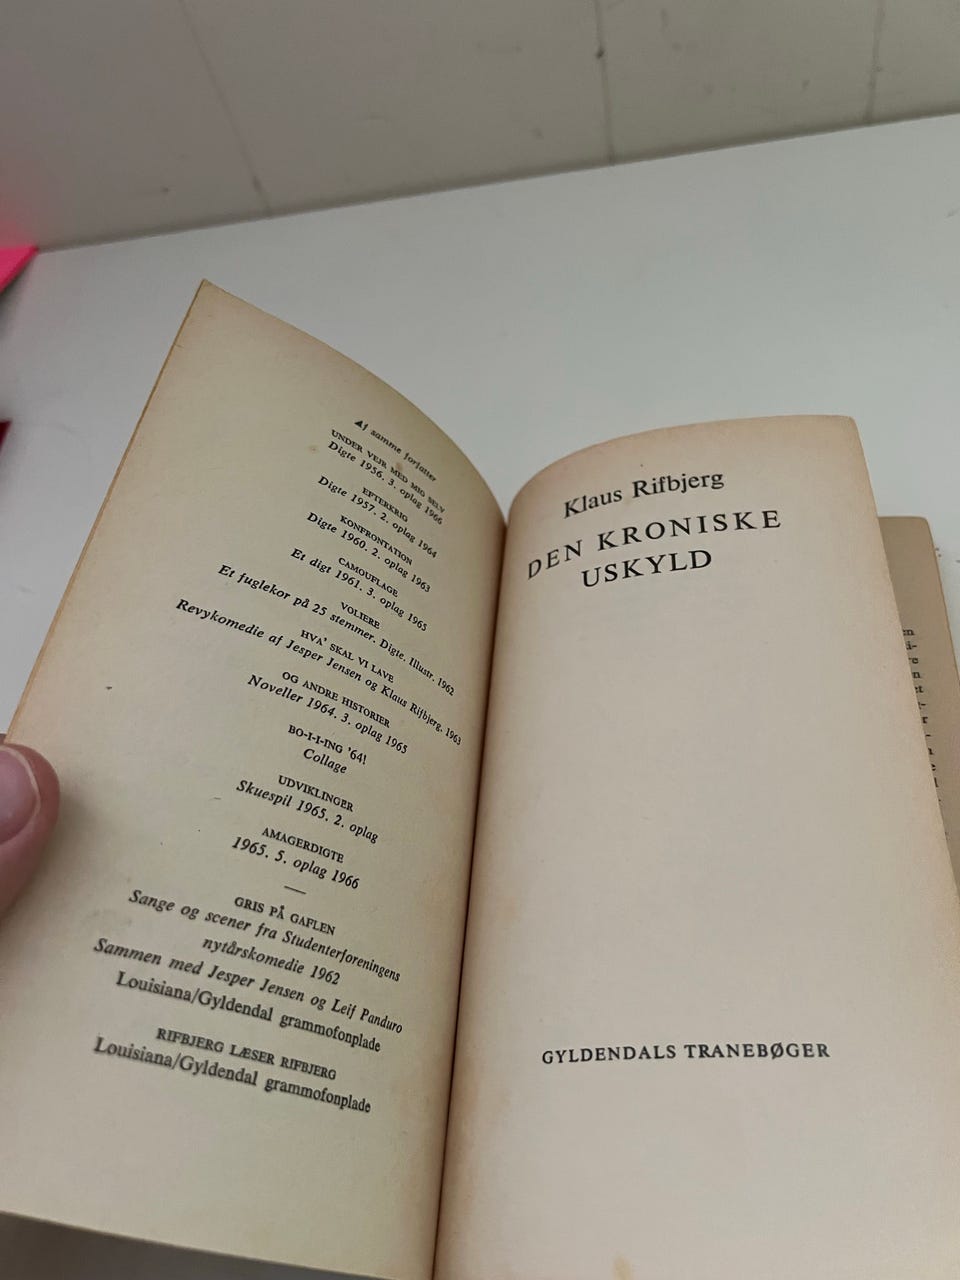 Af samme forfatter
UNDER VEJR MED MIG SELV
Digte 1956. 3. oplag 1966
EFTERKRIG
Digte 1957. 2. oplag 1964
KONFRONTATION
Digte 1960. 2. oplag 1963
CAMOUFLAGE
Et digt 1961. 3. oplag 1965
VOLIERE
Et fuglekor på 25 stemmer. Digte. Illustr. 1962
HVA' SKAL VI LAVE
Revykomedie af Jesper Jensen og Klaus Rifbjerg. 1963
OG ANDRE HISTORIER
Noveller 1964. 3. oplag 1965
BO-I-I-ING '64!
Collage
UDVIKLINGER
Skuespil 1965. 2. oplag
AMAGERDIGTE
1965. 5. oplag 1966
GRIS PÅ GAFLEN
Sange og scener fra Studenterforeningens
nytårskomedie 1962
Sammen med Jesper Jensen og Leif Panduro
Louisiana/Gyldendal grammofonplade
RIFBJERG LÆSER RIFBJERG
Louisiana/Gyldendal grammofonplade
Klaus Rifbjerg
DEN KRONISKE
USKYLD
GYLDENDALS TRANEBØGER